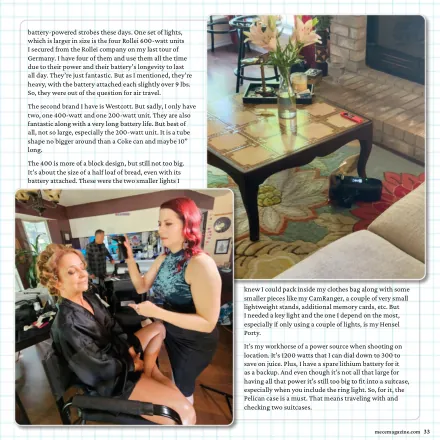 battery-powered strobes these days. One set of lights,
which is larger in size is the four Rollei 600-watt units
I secured from the Rollei company on my last tour of
Germany. I have four of them and use them all the time
due to their power and their battery's longevity to last
all day. They're just fantastic. But as I mentioned, they're
heavy, with the battery attached each slightly over 9 lbs.
So, they were out of the question for air travel.
The second brand I have is Westcott. But sadly, I only have
two, one 400-watt and one 200-watt. They are also
fantastic along with a very long battery life. But best of
all, not so large, especially the 200-watt unit. It is a tube
shape no bigger around than a Coke can and maybe 10"
long.
The 400 is more of a block design, but still not too big.
It's about the size of a half loaf of bread, even with its
battery attached. These were the two smaller lights I
knew I could pack inside my clothes bag along with some
smaller pieces like my CamRanger, a couple of very small
lightweight stands, additional memory cards, etc. But
I needed a key light and the one I depend on the most,
especially if only using a couple of lights, is my Hensel
Porty.
It's my workhorse of a power source when shooting on
location. It's 1200 watts that I can dial down to 300 to
save on juice. Plus, I have a spare lithium battery for it
as a backup. And even though it's not all that large for
having all that power it's still too big to fit into a suitcase,
especially when you include the ring light. So, for it, the
Pelican case is a must. That means traveling with and
checking two suitcases.
mecemagazine.com 33